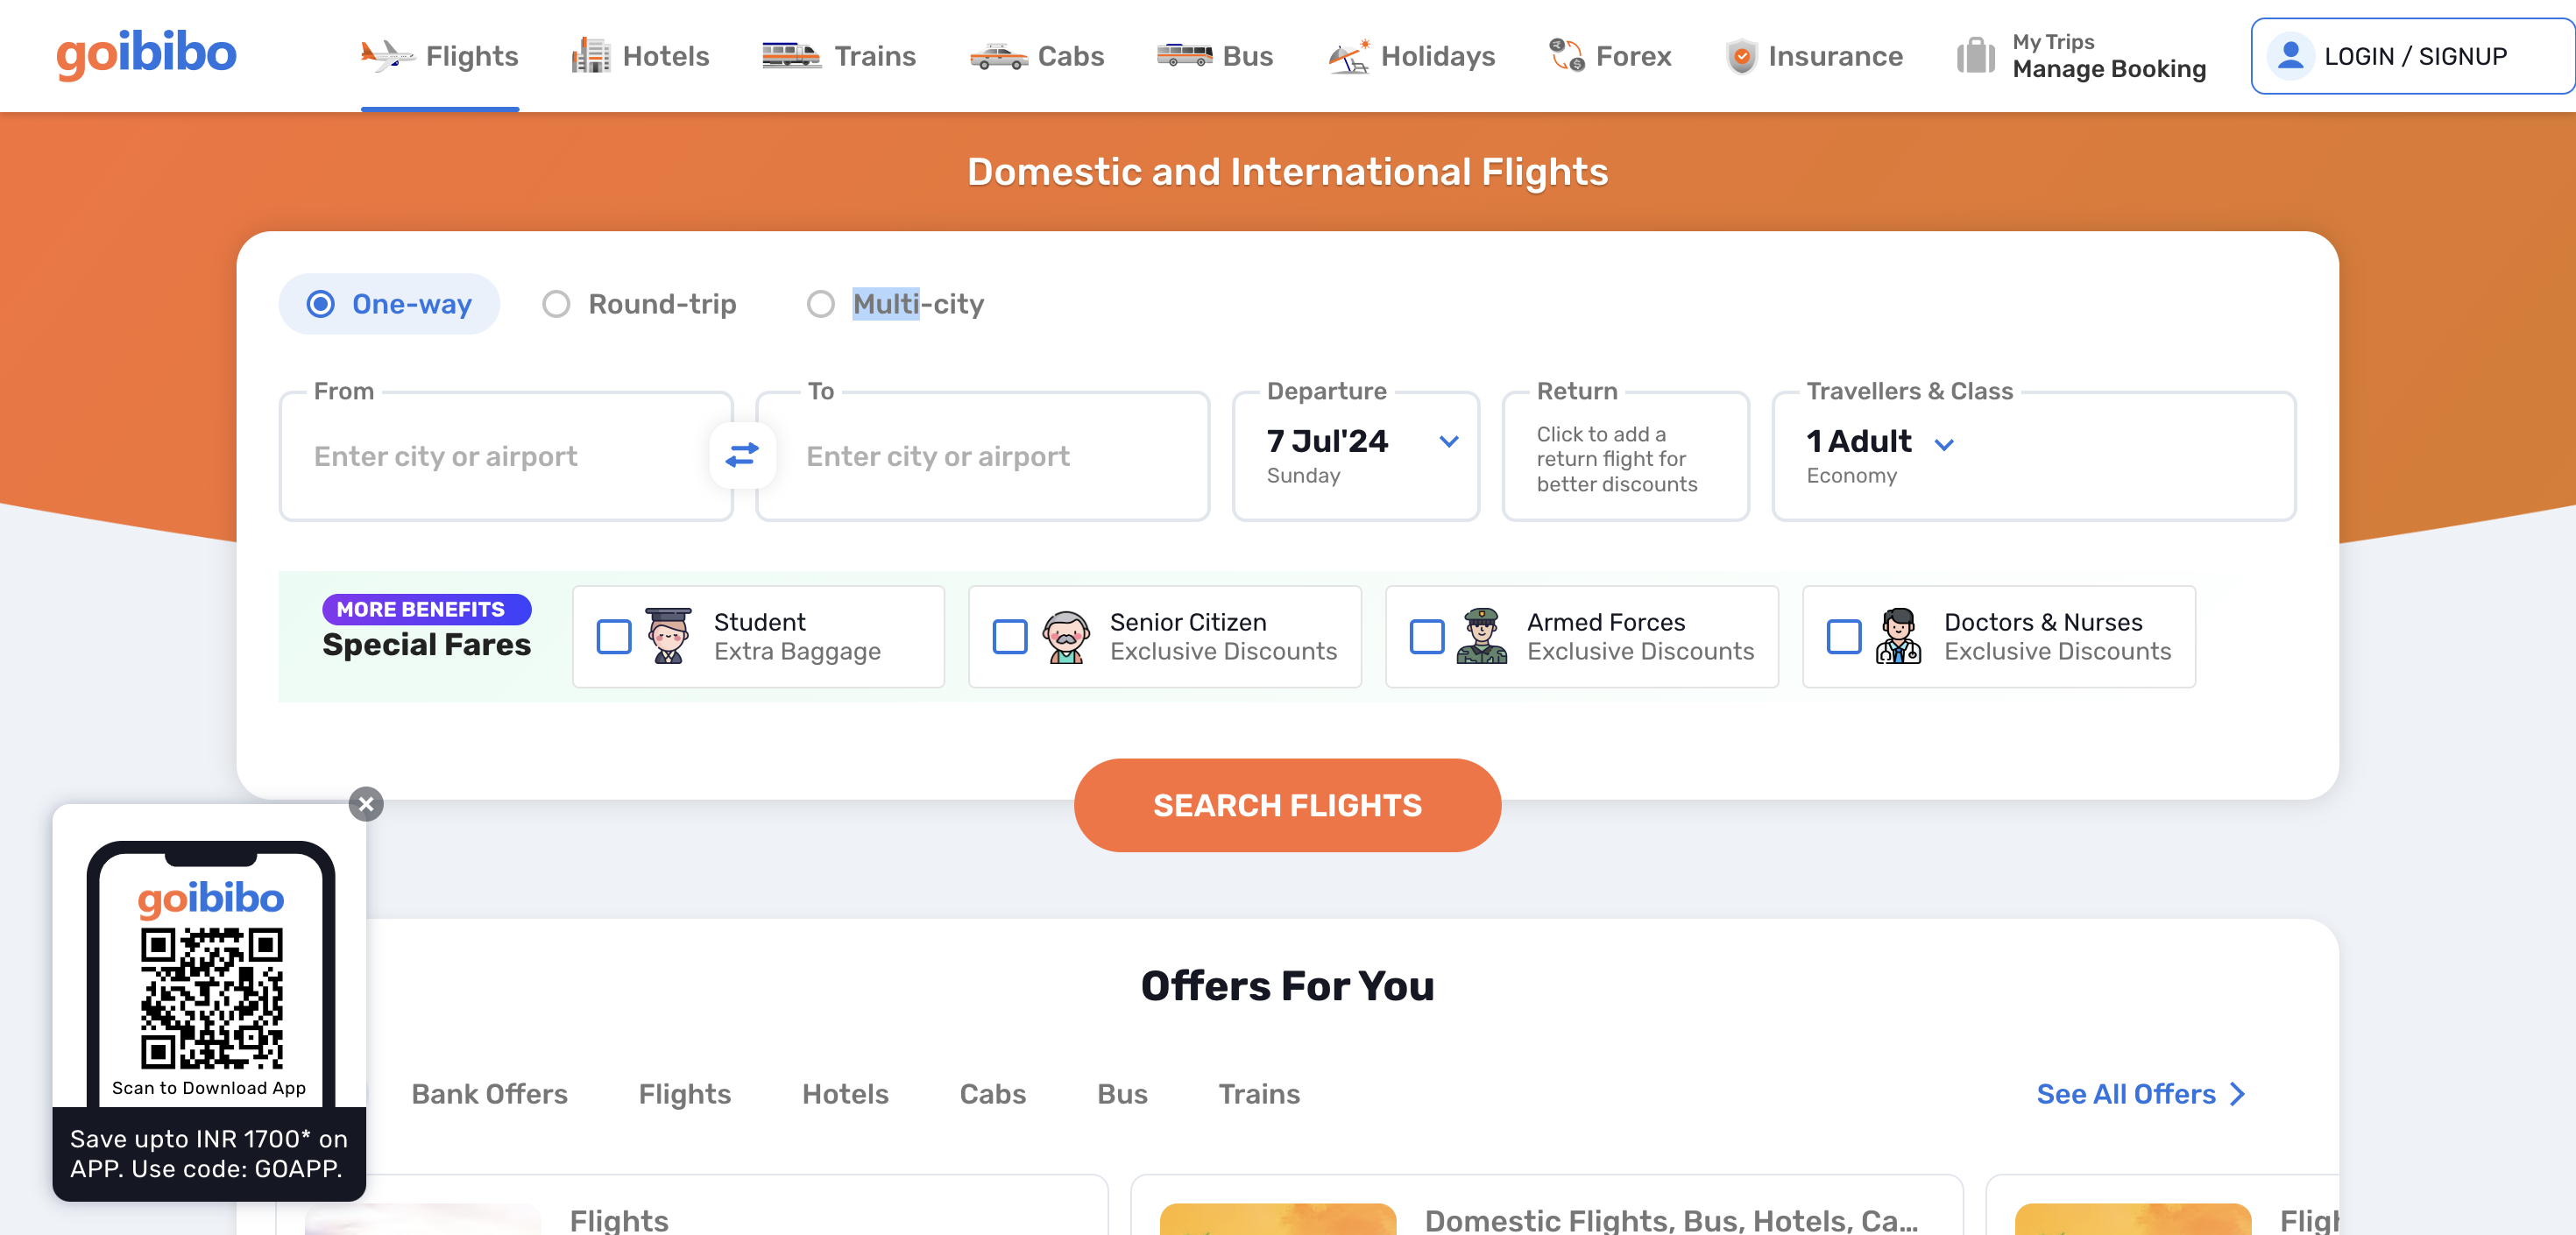 goibibo
Flights
Hotels
Trains
Cabs
Bus
Holidays
Forex
Insurance
My Trips
Manage Booking
LOGIN / SIGNUP
Domestic and International Flights
One-way
Round-trip
Multi-city
From
Enter city or airport
To
Enter city or airport
Departure
7 Jul'24
Sunday
Return
Click to add a
return flight for
better discounts
Travellers & Class
1 Adult
Economy
MORE BENEFITS
Special Fares
Student
Extra Baggage
Senior Citizen
Exclusive Discounts
Armed Forces
Exclusive Discounts
Doctors & Nurses
Exclusive Discounts
SEARCH FLIGHTS
goibibo
Scan to Download App
Save upto INR 1700* on
APP. Use code: GOAPP.
Offers For You
Bank Offers
Flights
Hotels
Cabs
Bus
Trains
See All Offers
Flights
Domestic Flights, Bus, Hotels, Ca...